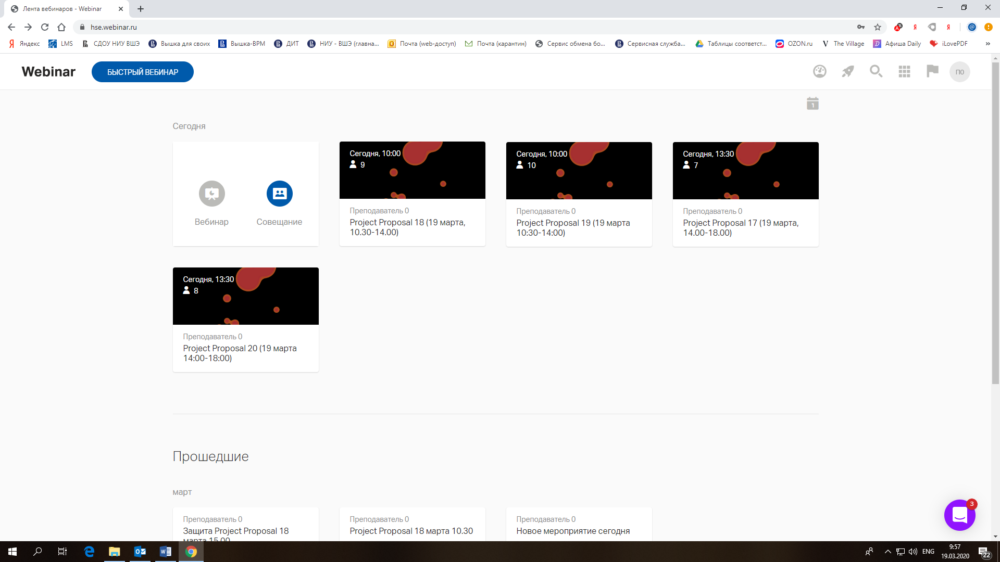 Лента вебинаров - Webinar
hse.webinar.ru
Яндекс
LMS
СДОУ НИУ ВШЭ
Вышка для своих
Вышка-BPM
ДИТ
НИУ - ВШЭ (главна...
Почта (web-доступ)
Почта (карантин)
Сервис обмена бо...
Сервисная служба...
Таблицы соответст...
OZON.ru
The Village
Афиша Daily
iLovePDF
Webinar
БЫСТРЫЙ ВЕБИНАР
П0
1
Сегодня
Вебинар
Совещание
Сегодня, 10:00
9
Преподаватель 0
Project Proposal 18 (19 марта,
10.30-14.00)
Сегодня, 10:00
10
Преподаватель 0
Project Proposal 19 (19 марта
10:30-14:00)
Сегодня, 13:30
7
Преподаватель 0
Project Proposal 17 (19 марта,
14.00-18.00)
Сегодня, 13:30
8
Преподаватель 0
Project Proposal 20 (19 марта
14:00-18:00)
Прошедшие
март
Преподаватель 0
Защита Project Proposal 18
марта 15.00
Преподаватель 0
Project Proposal 18 марта 10.30
Преподаватель 0
Новое мероприятие сегодня
3
ENG
9:57
19.03.2020
22